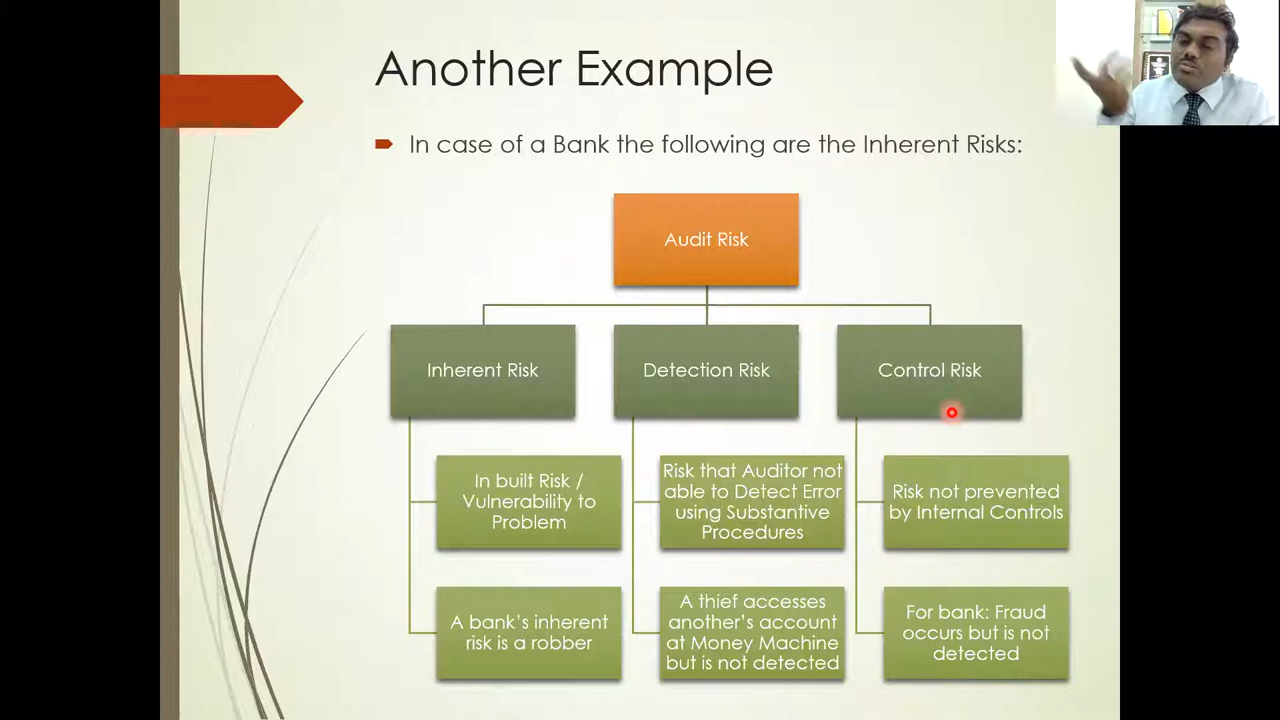 Another Example
In case of a Bank the following are the Inherent Risks:
Audit Risk
Inherent Risk
Detection Risk
Control Risk
In built Risk /
Vulnerability to
Problem
Risk that Auditor not
able to Detect Error
using Substantive
Procedures
Risk not prevented
by Internal Controls
A bank's inherent
risk is a robber
A thief accesses
another's account
at Money Machine
but is not detected
For bank: Fraud
occurs but is not
detected